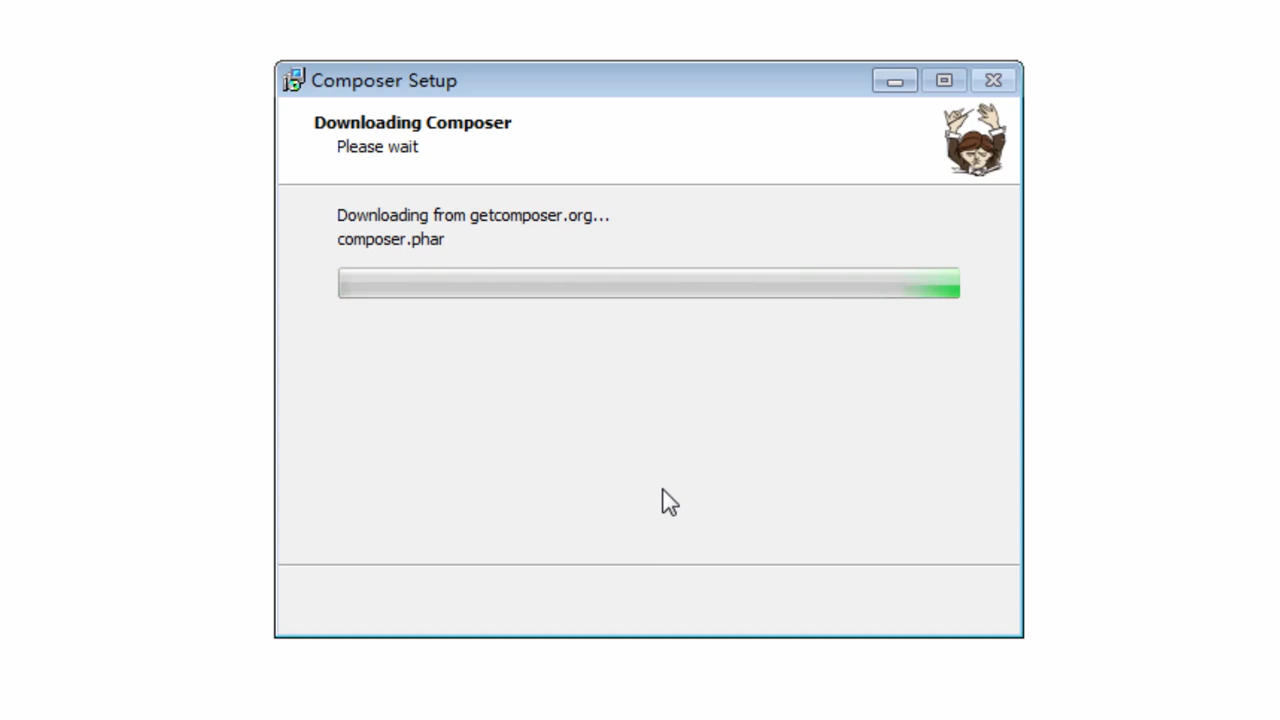 Composer Setup
Downloading Composer
Please wait
Downloading from getcomposer.org...
composer.phar